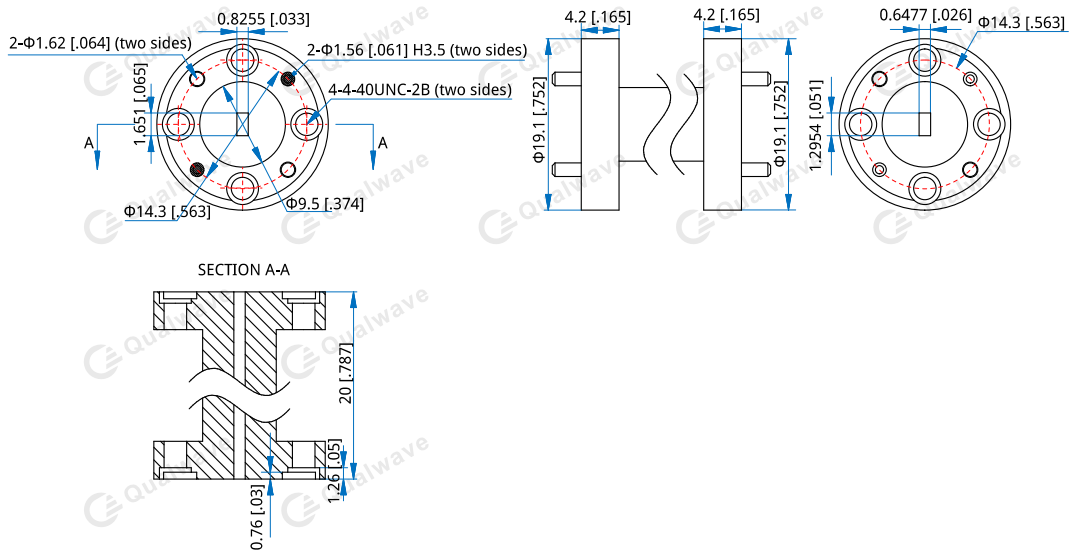 0.8255 [.033]
2-Φ1.62 [.064] (two sides)
2-Φ1.56 [.061] H3.5 (two sides)
4-4-40UNC-2B (two sides)
1.651 [.065]
A
A
Φ14.3 [.563]
Φ9.5 [.374]
4.2 [.165]
4.2 [.165]
Φ19.1 [.752]
Φ19.1 [.752]
0.6477 [.026]
Φ14.3 [.563]
1.2954 [.051]
SECTION A-A
20 [.787]
1.26 [.05]
0.76 [.03]
Qualwave
Qualwave
Qualwave
Qualwave
Qualwave
Qualwave
Qualwave
Qualwave
Qualwave
Qualwave
Qualwave
Qualwave